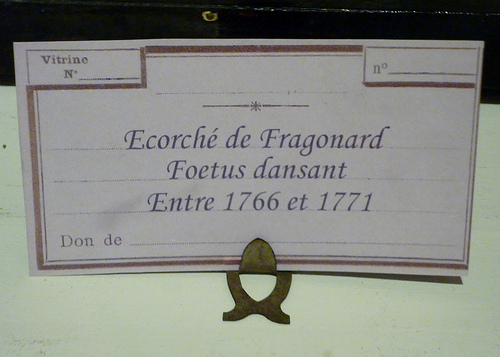 Vitrine
N°
n°
Ecorché de Fragonard
Foetus dansant
Entre 1766 et 1771
Don de